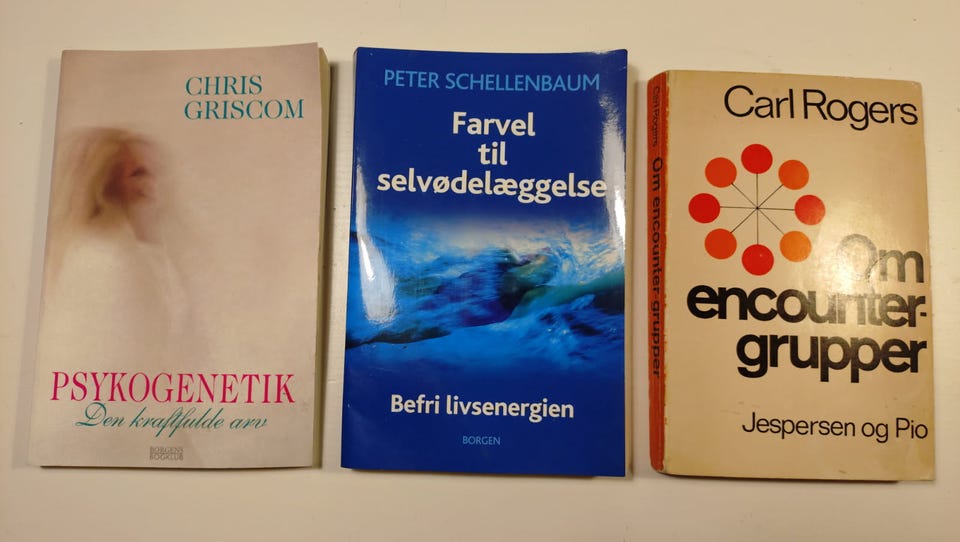 CHRIS
GRISCOM
PSYKOGENETIK
Den kraftfulde arv
BORGENS
BOGKLUB
PETER SCHELLENBAUM
Farvel
til
selvødelæggelse
Befri livsenergien
BORGEN
Carl Rogers Om encounter-grupper
Carl Rogers
Om
encounter-
grupper
Jespersen og Pio